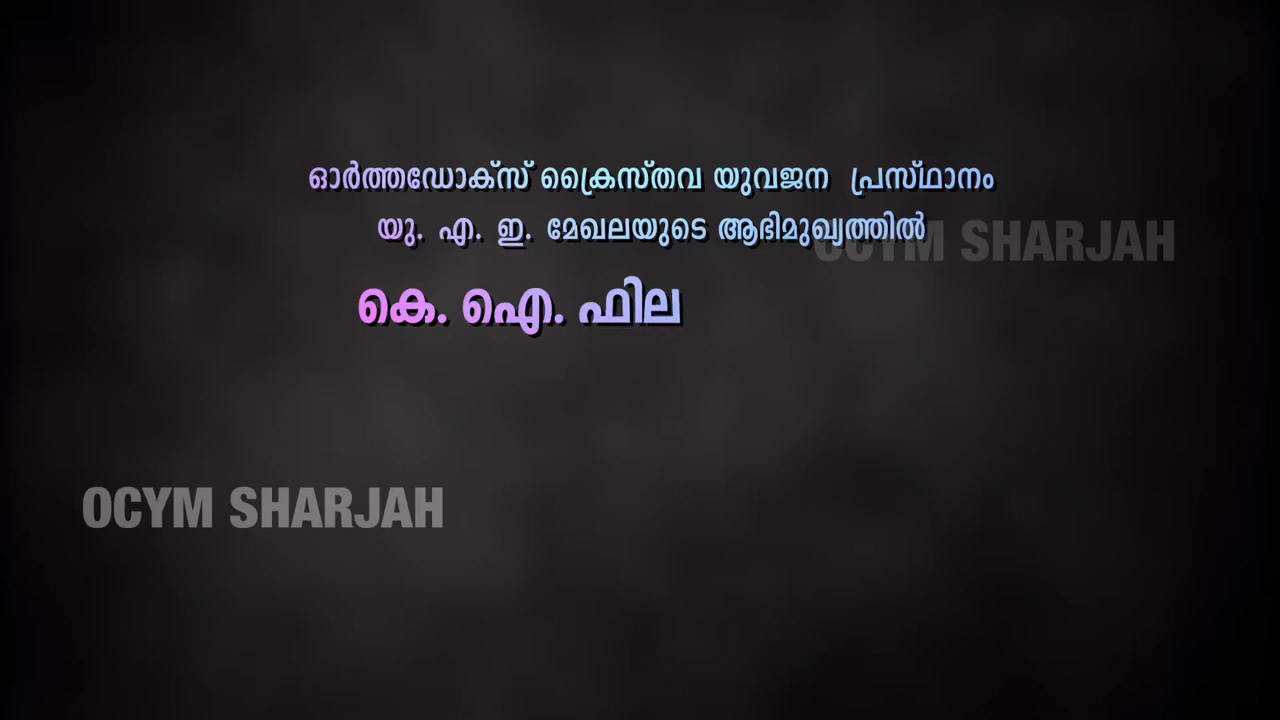 ഓർത്തഡോക്സ് ക്രൈസ്തവ യുവജന പ്രസ്ഥാനം
യു. എ. ഇ. മേഖലയുടെ ആഭിമുഖ്യത്തിൽ
OCYM SHARJAH
കെ. ഐ. ഫില
OCYM SHARJAH